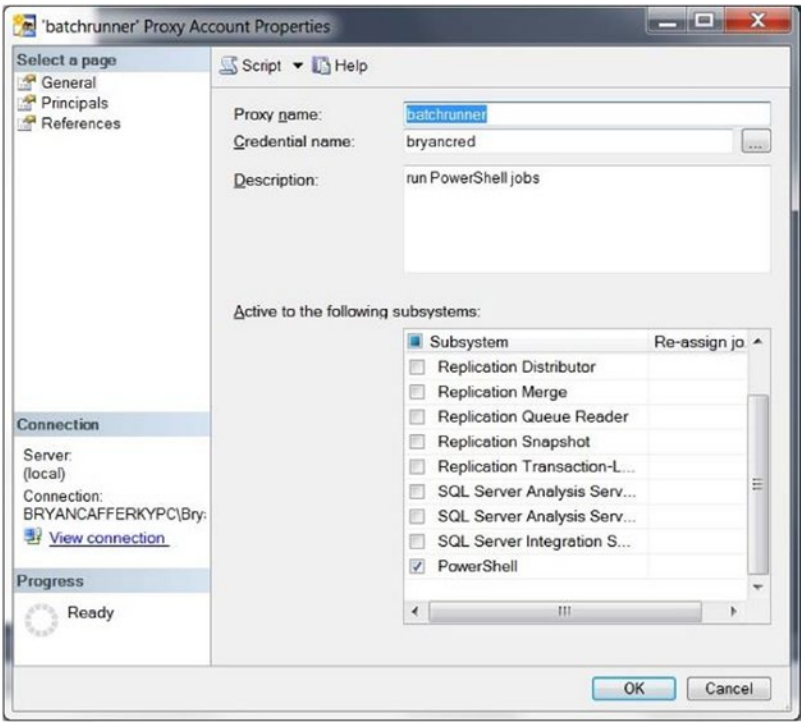 'batchrunner' Proxy Account Properties
Select a page
General
Principals
References
Script Help
Proxy name: batchrunner
Credential name: bryancred
...
Description: run PowerShell jobs
Active to the following subsystems:
Subsystem Re-assign jo
Replication Distributor
Replication Merge
Replication Queue Reader
Replication Snapshot
Replication Transaction-L...
SQL Server Analysis Serv...
SQL Server Analysis Serv...
SQL Server Integration S...
PowerShell
Connection
Server:
(local)
Connection:
BRYANCAFFERKYPC\Bry
View connection
Progress
Ready
OK Cancel